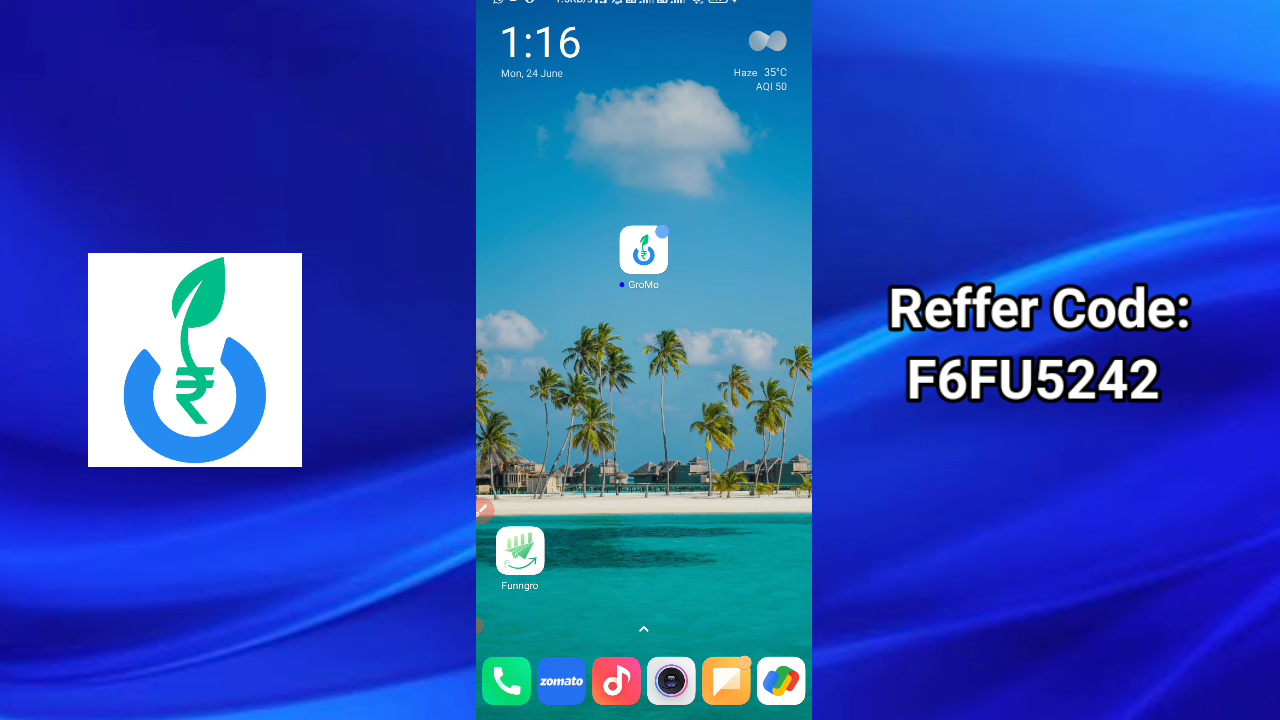 1:16
Mon, 24 June
Haze 35°C
AQI 50
GroMo
₹
Reffer Code:
F6FU5242
Funngro
zomato